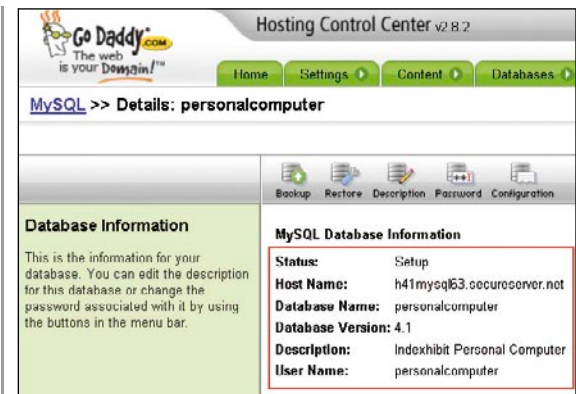 Go Daddy.COM
The web
is your Domain!™
Hosting Control Center v2.8.2
Home Settings Content Databases
MySQL >> Details: personalcomputer
Backup Restore Description Password Configuration
Database Information
This is the information for your
database. You can edit the description
for this database or change the
password associated with it by using
the buttons in the menu bar.
MySQL Database Information
Status: Setup
Host Name: h41mysql63.secureserver.net
Database Name: personalcomputer
Database Version: 4.1
Description: Indexhibit Personal Computer
User Name: personalcomputer